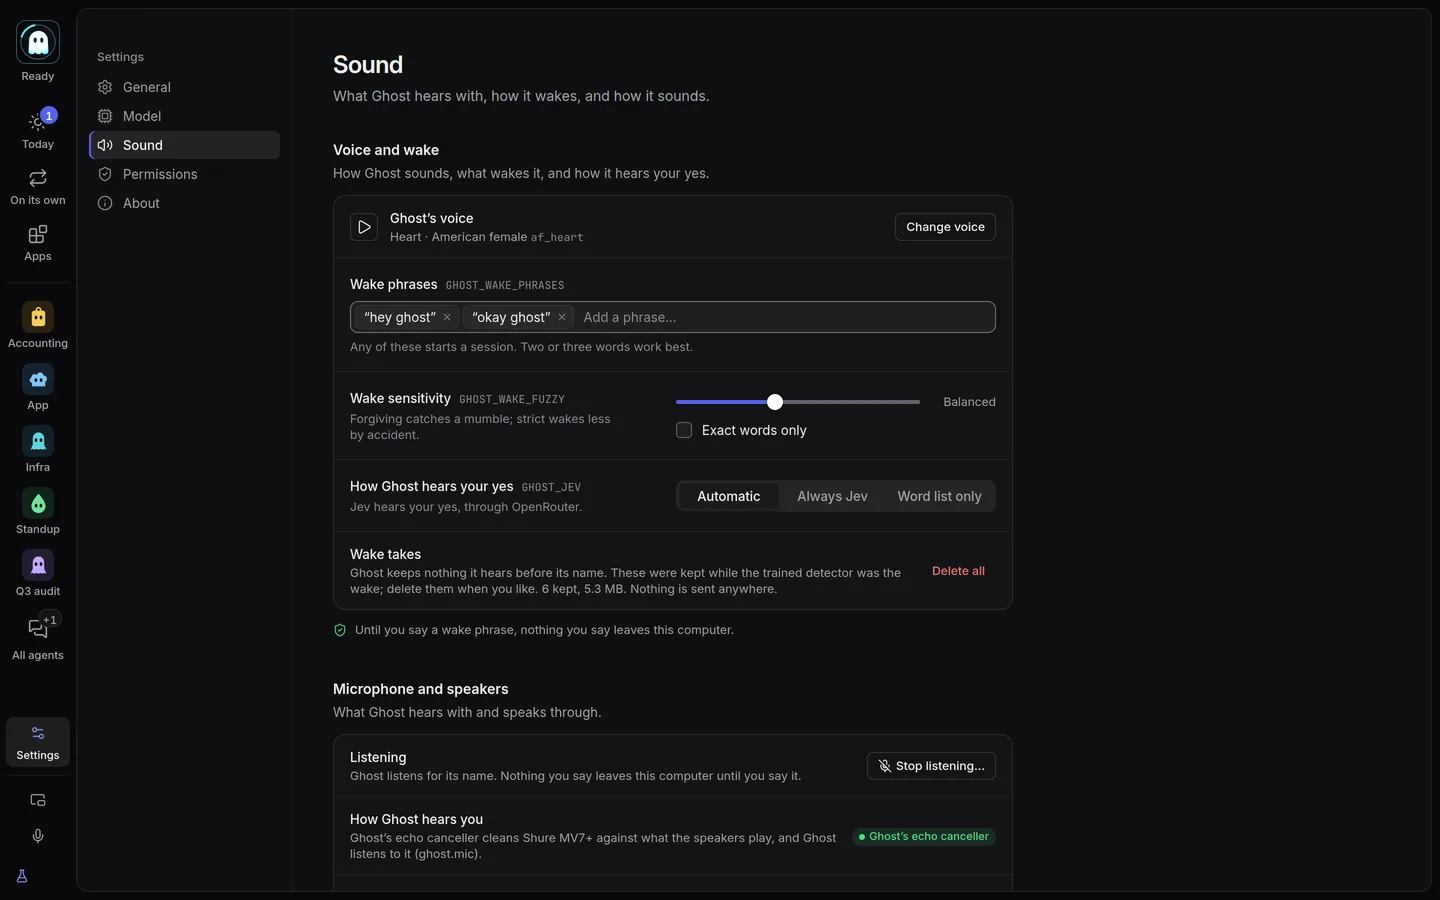 Ready
1
Today
On its own
Apps
Accounting
App
Infra
Standup
Q3 audit
+1
All agents
Settings
Settings
General
Model
Sound
Permissions
About
Sound
What Ghost hears with, how it wakes, and how it sounds.
Voice and wake
How Ghost sounds, what wakes it, and how it hears your yes.
Ghost’s voice
Heart · American female af_heart
Change voice
Wake phrases GHOST_WAKE_PHRASES
“hey ghost” × “okay ghost” × Add a phrase...
Any of these starts a session. Two or three words work best.
Wake sensitivity GHOST_WAKE_FUZZY
Forgiving catches a mumble; strict wakes less
by accident.
Balanced
Exact words only
How Ghost hears your yes GHOST_JEV
Jev hears your yes, through OpenRouter.
Automatic Always Jev Word list only
Wake takes
Ghost keeps nothing it hears before its name. These were kept while the trained detector was the
wake; delete them when you like. 6 kept, 5.3 MB. Nothing is sent anywhere.
Delete all
Until you say a wake phrase, nothing you say leaves this computer.
Microphone and speakers
What Ghost hears with and speaks through.
Listening
Ghost listens for its name. Nothing you say leaves this computer until you say it.
Stop listening...
How Ghost hears you
Ghost’s echo canceller cleans Shure MV7+ against what the speakers play, and Ghost
listens to it (ghost.mic).
Ghost’s echo canceller